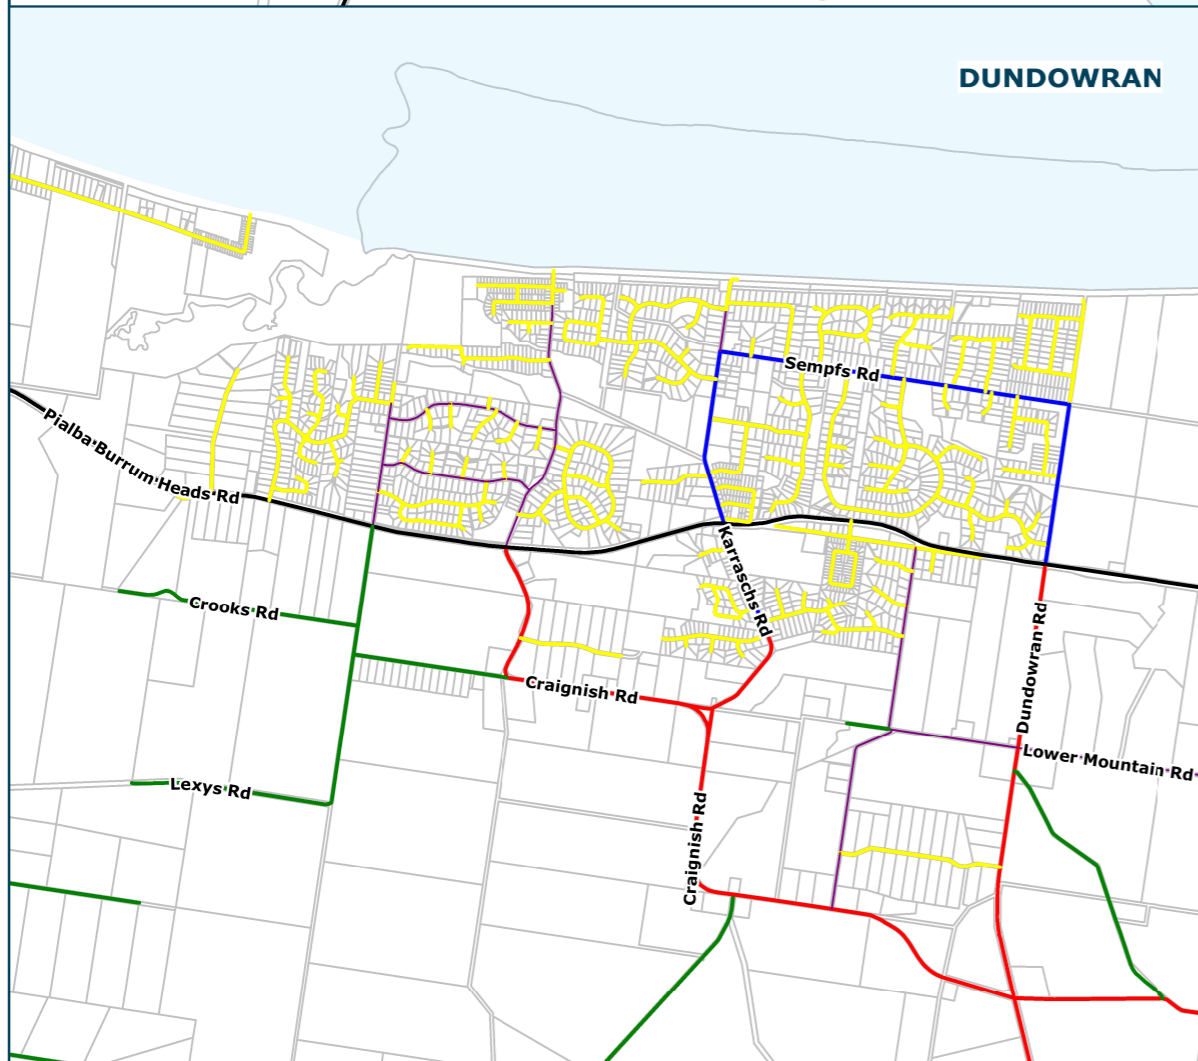 DUNDOWRAN
Sempfs Rd
Pialba Burrum Heads Rd
Karraschs Rd
Crooks Rd
Craignish Rd
Dundowran Rd
Lower Mountain Rd
Lexys Rd
Craignish Rd